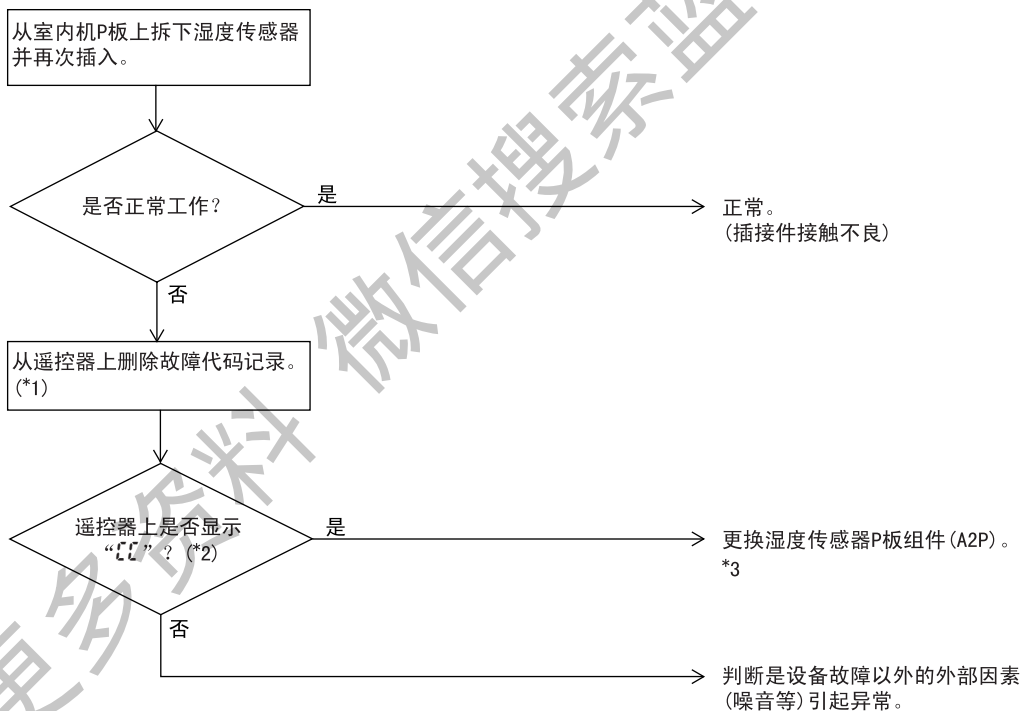 从室内机P板上拆下湿度传感器
并再次插入。
是否正常工作？
是
正常。
(插接件接触不良)
否
从遥控器上删除故障代码记录。
(*1)
遥控器上是否显示
“CC”？(*2)
是
更换湿度传感器P板组件(A2P)。
*3
否
判断是设备故障以外的外部因素
(噪音等)引起异常。
更多资料 微信搜索蓝